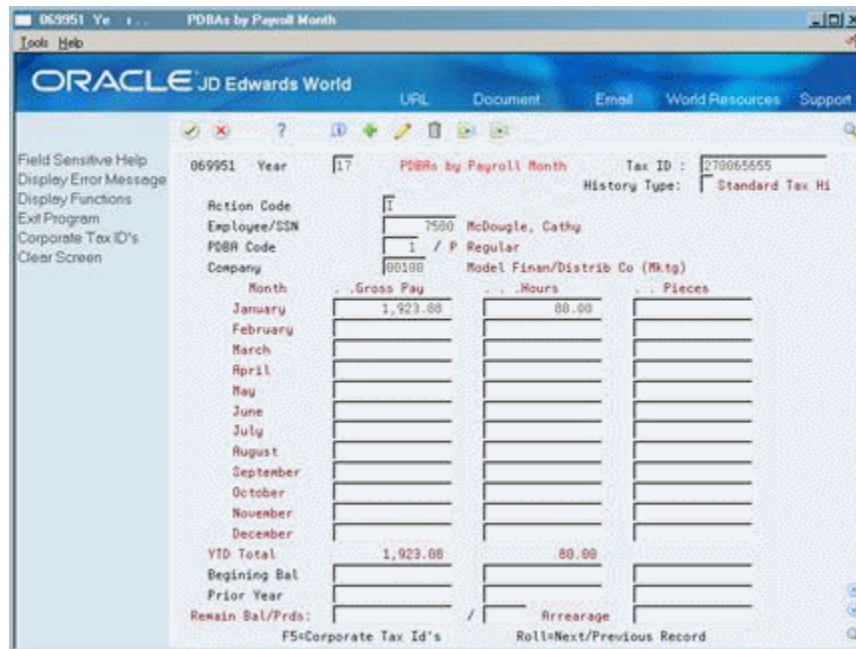 069951 Ye
PDBAs by Payroll Month
Tools Help
ORACLE JD Edwards World
URL Document Email World Resources Support
Field Sensitive Help
Display Error Message
Display Functions
Exit Program
Corporate Tax ID's
Clear Screen
069951 Year 17 PDBAs by Payroll Month Tax ID : 270065655
History Type: Standard Tax Hi
Action Code I
Employee/SSN 7500 McDougle, Cathy
PDBA Code 1 / P Regular
Company 00100 Model Finan/Distrib Co (Mktg)
Month . .Gross Pay . . .Hours . . Pieces
January 1,923.08 80.00
February
March
April
May
June
July
August
September
October
November
December
YTD Total 1,923.08 80.00
Begining Bal
Prior Year
Remain Bal/Prds: / Arrearage
F5=Corporate Tax Id's Roll=Next/Previous Record